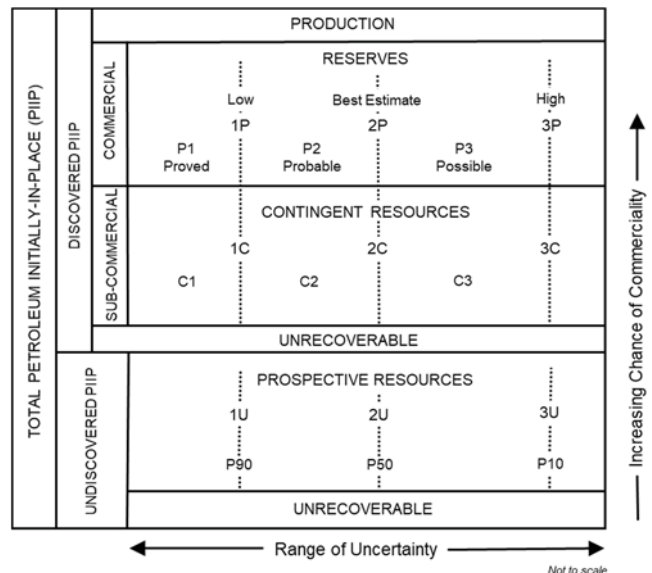 TOTAL PETROLEUM INITIALLY-IN-PLACE (PIIP)
DISCOVERED PIIP
UNDISCOVERED PIIP
COMMERCIAL
SUB-COMMERCIAL
PRODUCTION
RESERVES
Low Best Estimate High
1P 2P 3P
P1 P2 P3
Proved Probable Possible
CONTINGENT RESOURCES
1C 2C 3C
C1 C2 C3
UNRECOVERABLE
PROSPECTIVE RESOURCES
1U 2U 3U
P90 P50 P10
UNRECOVERABLE
Range of Uncertainty
Increasing Chance of Commerciality
Not to scale